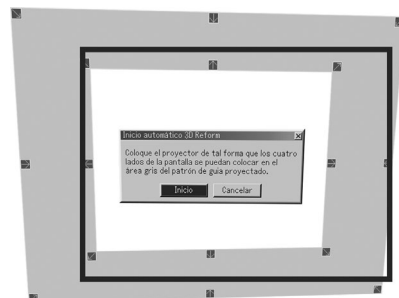 Inicio automático 3D Reform
Coloque el proyector de tal forma que los cuatro
lados de la pantalla se puedan colocar en el
área gris del patrón de guía proyectado.
Inicio Cancelar